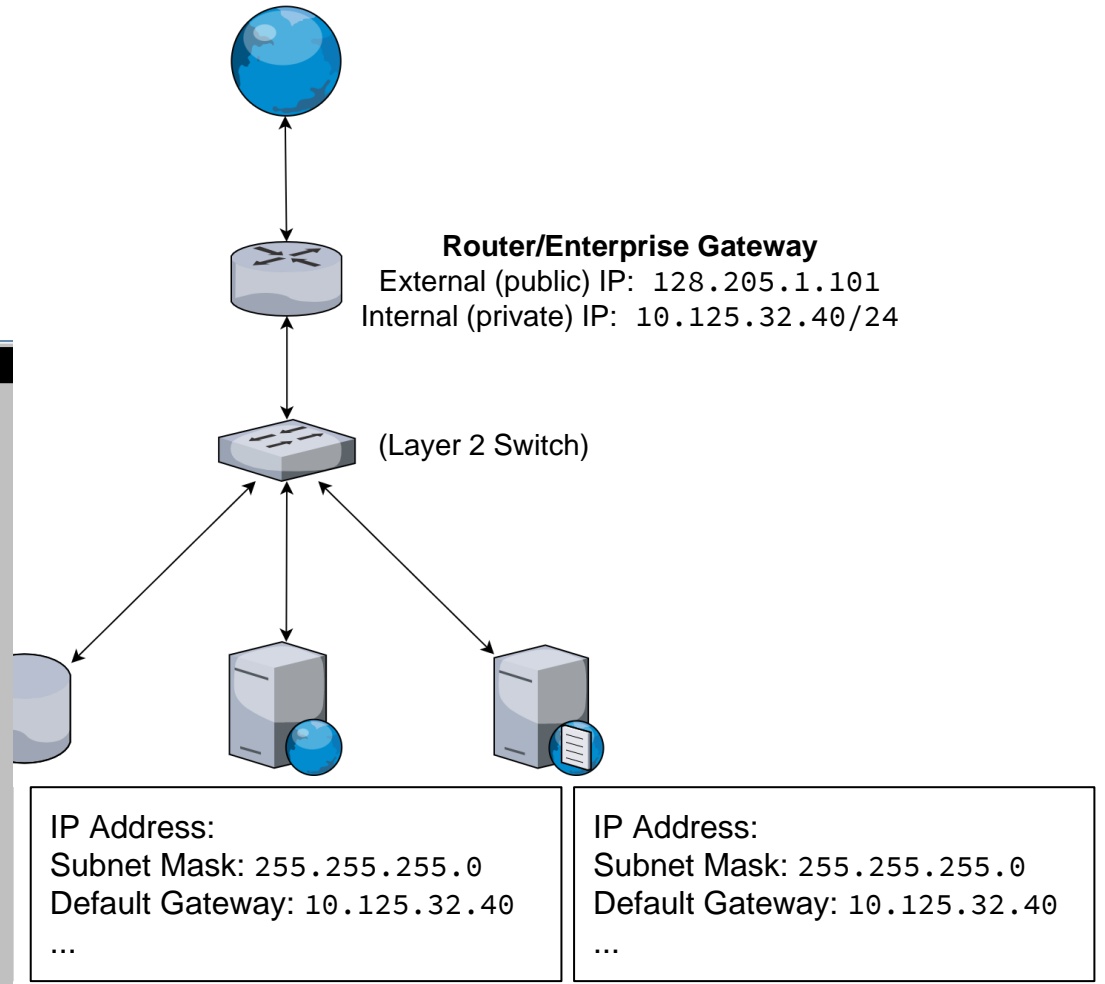 Router/Enterprise Gateway
External (public) IP: 128.205.1.101
Internal (private) IP: 10.125.32.40/24
(Layer 2 Switch)
IP Address:
Subnet Mask: 255.255.255.0
Default Gateway: 10.125.32.40
...
IP Address:
Subnet Mask: 255.255.255.0
Default Gateway: 10.125.32.40
...